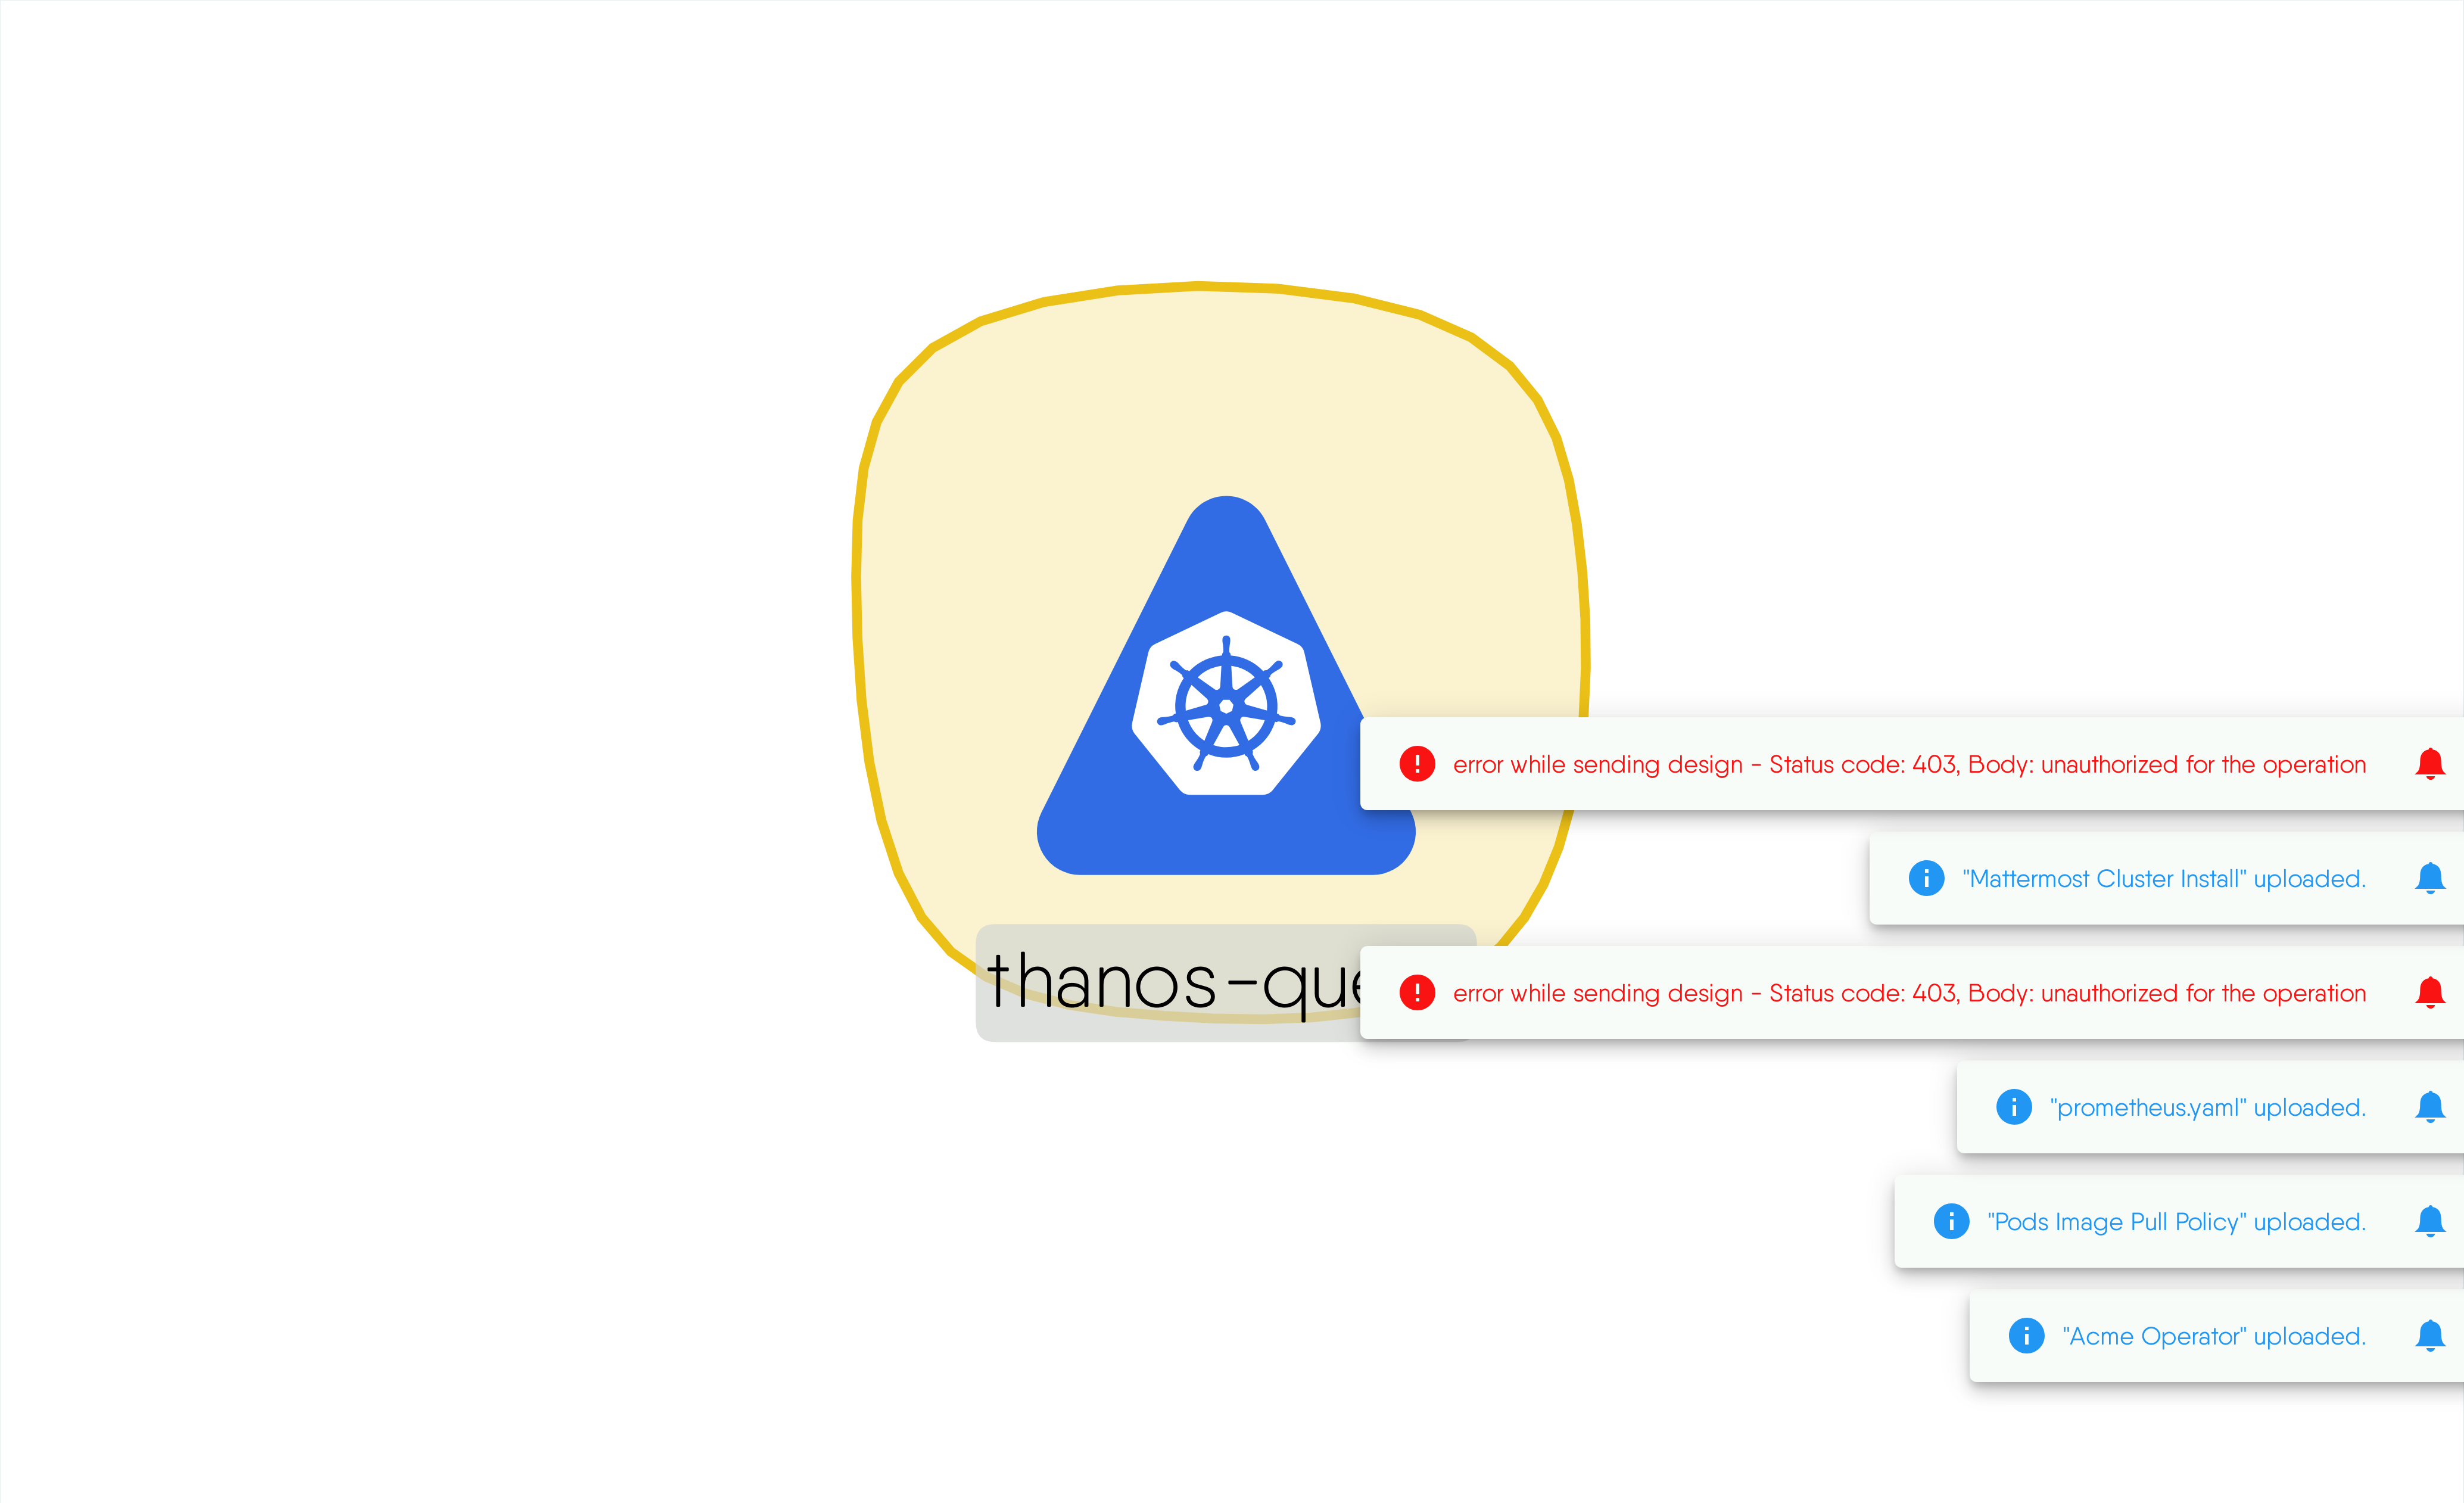 error while sending design - Status code: 403, Body: unauthorized for the operation
"Mattermost Cluster Install" uploaded.
thanos-que
error while sending design - Status code: 403, Body: unauthorized for the operation
"prometheus.yaml" uploaded.
"Pods Image Pull Policy" uploaded.
"Acme Operator" uploaded.